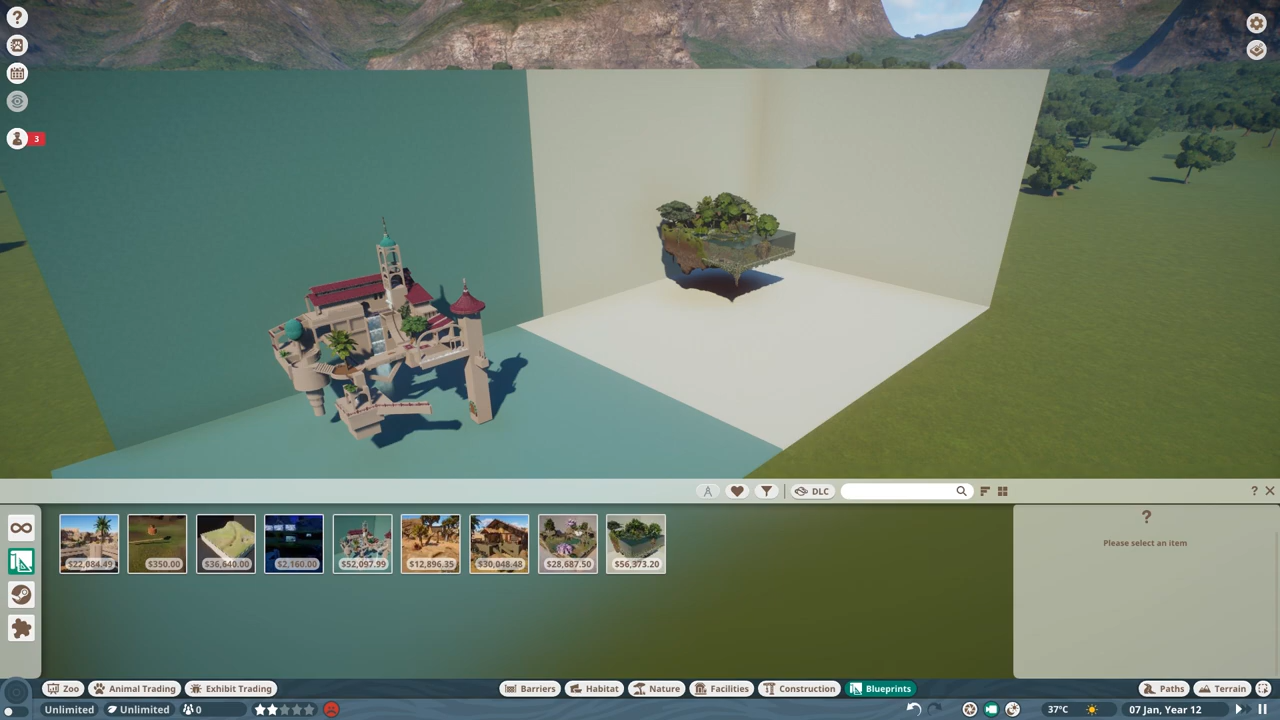 ?
3
DLC
?
$22,084.49
$350.00
$36,640.00
$2,160.00
$52,097.99
$12,896.35
$30,048.48
$28,687.50
$56,373.20
?
Please select an item
Zoo
Animal Trading
Exhibit Trading
Barriers
Habitat
Nature
Facilities
Construction
Blueprints
Paths
Terrain
Unlimited
Unlimited
0
37°C
07 Jan, Year 12